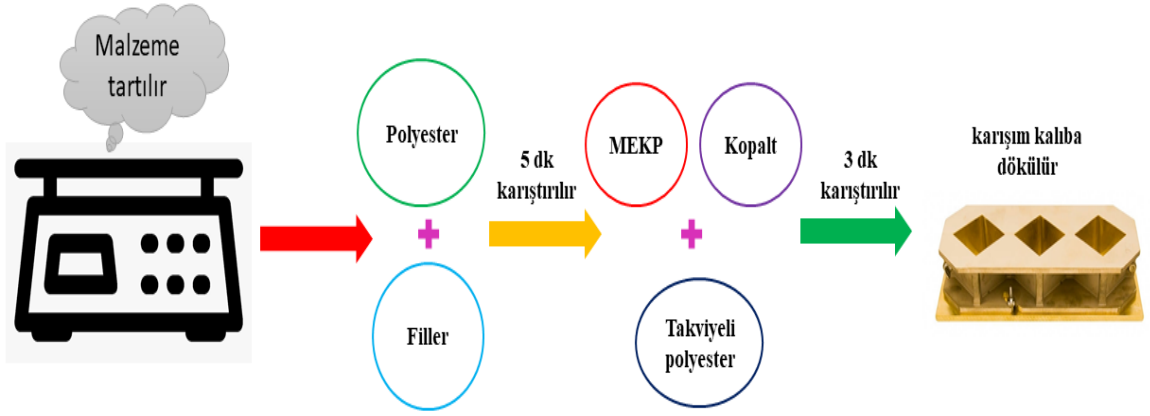 Malzeme
tartılır
Polyester
Filler
5 dk
karıştırılır
MEKP
Kopalt
Takviyeli
polyester
3 dk
karıştırılır
karışım kalıba
dökülür